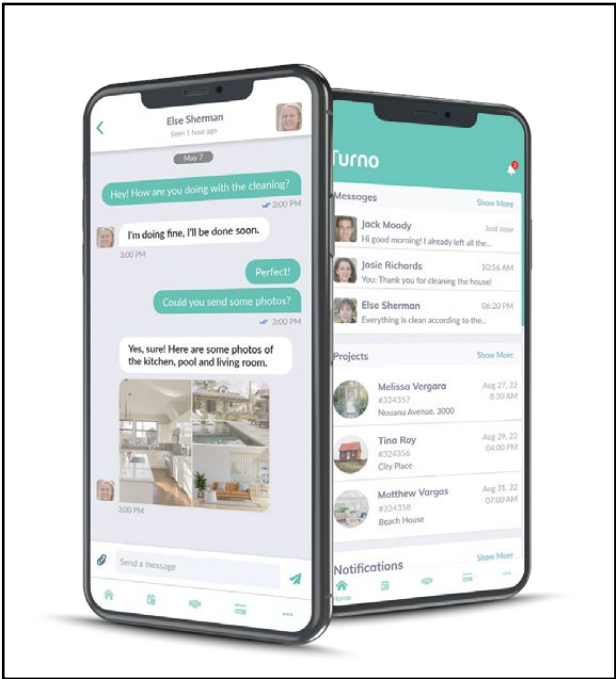 Else Sherman
Seen 1 hour ago
May 7
Hey! How are you doing with the cleaning?
3:00 PM
I'm doing fine, I'll be done soon.
3:00 PM
Perfect!
Could you send some photos?
3:00 PM
Yes, sure! Here are some photos of
the kitchen, pool and living room.
3:00 PM
Send a message
Turno
Messages
Show More
Jack Moody
Just now
Hi good morning! I already left all the...
Josie Richards
10:56 AM
You: Thank you for cleaning the house!
Else Sherman
06:20 PM
Everything is clean according to the...
Projects
Show More
Melissa Vergara
Aug 27, 22
#324357
8:30 AM
Nuuanu Avenue, 3000
Tina Roy
Aug 29, 22
#324356
04:00 PM
City Place
Matthew Vargas
Aug 31, 22
#324358
07:00 AM
Beach House
Notifications
Show More
Home